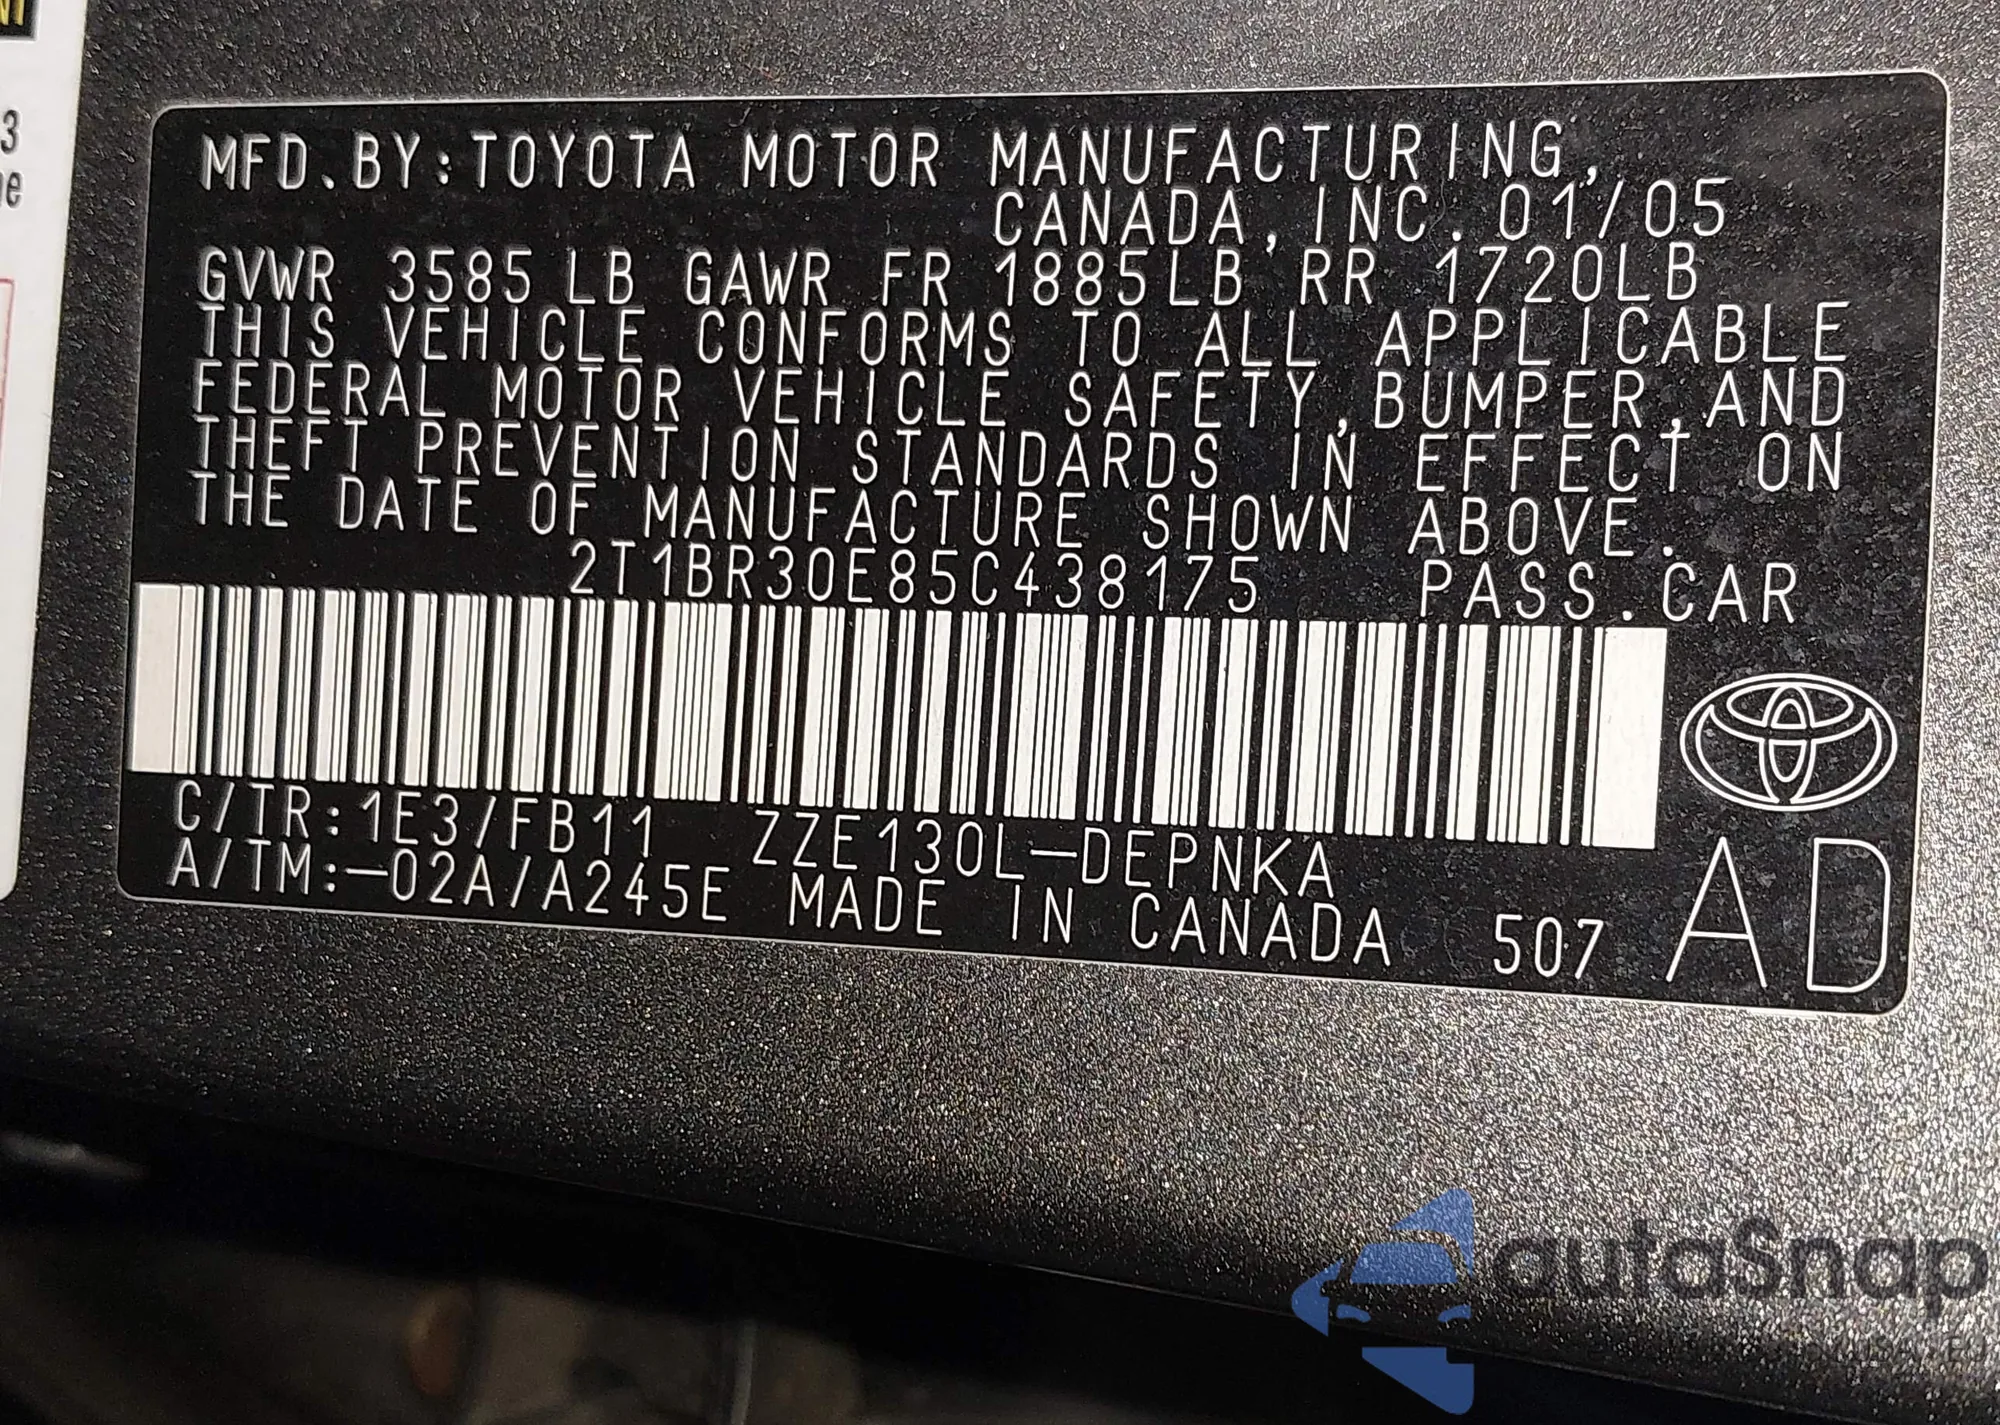 MFD. BY: TOYOTA MOTOR MANUFACTURING,
CANADA, INC. 01/05
GVWR 3585 LB GAWR FR 1885LB RR 1720LB
THIS VEHICLE CONFORMS TO ALL APPLICABLE
FEDERAL MOTOR VEHICLE SAFETY, BUMPER, AND
THEFT PREVENTION STANDARDS IN EFFECT ON
THE DATE OF MANUFACTURE SHOWN ABOVE.
2T1BR30E85C438175 PASS. CAR
C/TR: 1E3/FB11 ZZE130L-DEPNKA
A/TM:-02A/A245E MADE IN CANADA 507 AD
3
autoSnap